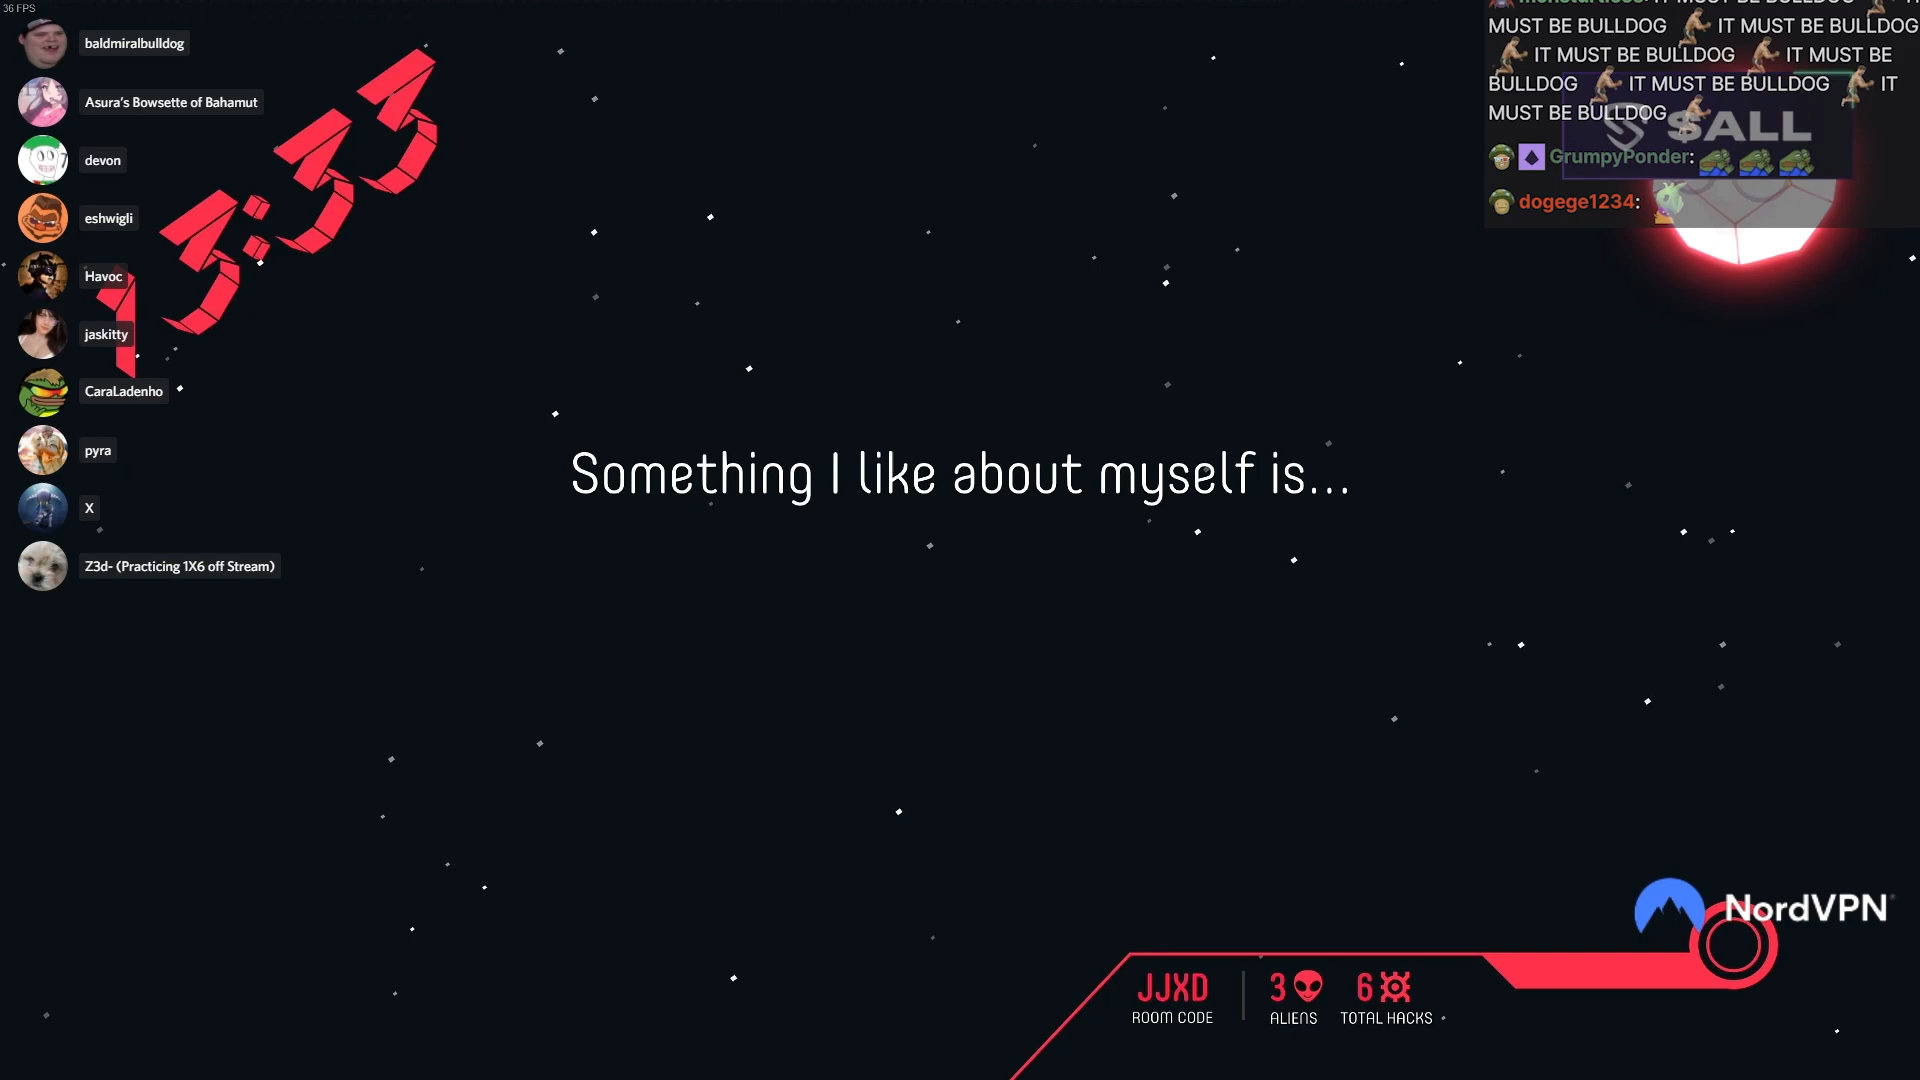 36 FPS
baldmiralbulldog
Asura's Bowsette of Bahamut
devon
eshwigli
Havoc
jaskitty
CaraLadenho
pyra
X
Z3d- (Practicing 1X6 off Stream)
Something I like about myself is...
MUST BE BULLDOG IT MUST BE BULLDOG
IT MUST BE BULLDOG IT MUST BE
BULLDOG IT MUST BE BULLDOG IT
MUST BE BULLDOG
$ALL
GrumpyPonder:
dogege1234:
NordVPN
JJXD
ROOM CODE
3
ALIENS
6
TOTAL HACKS